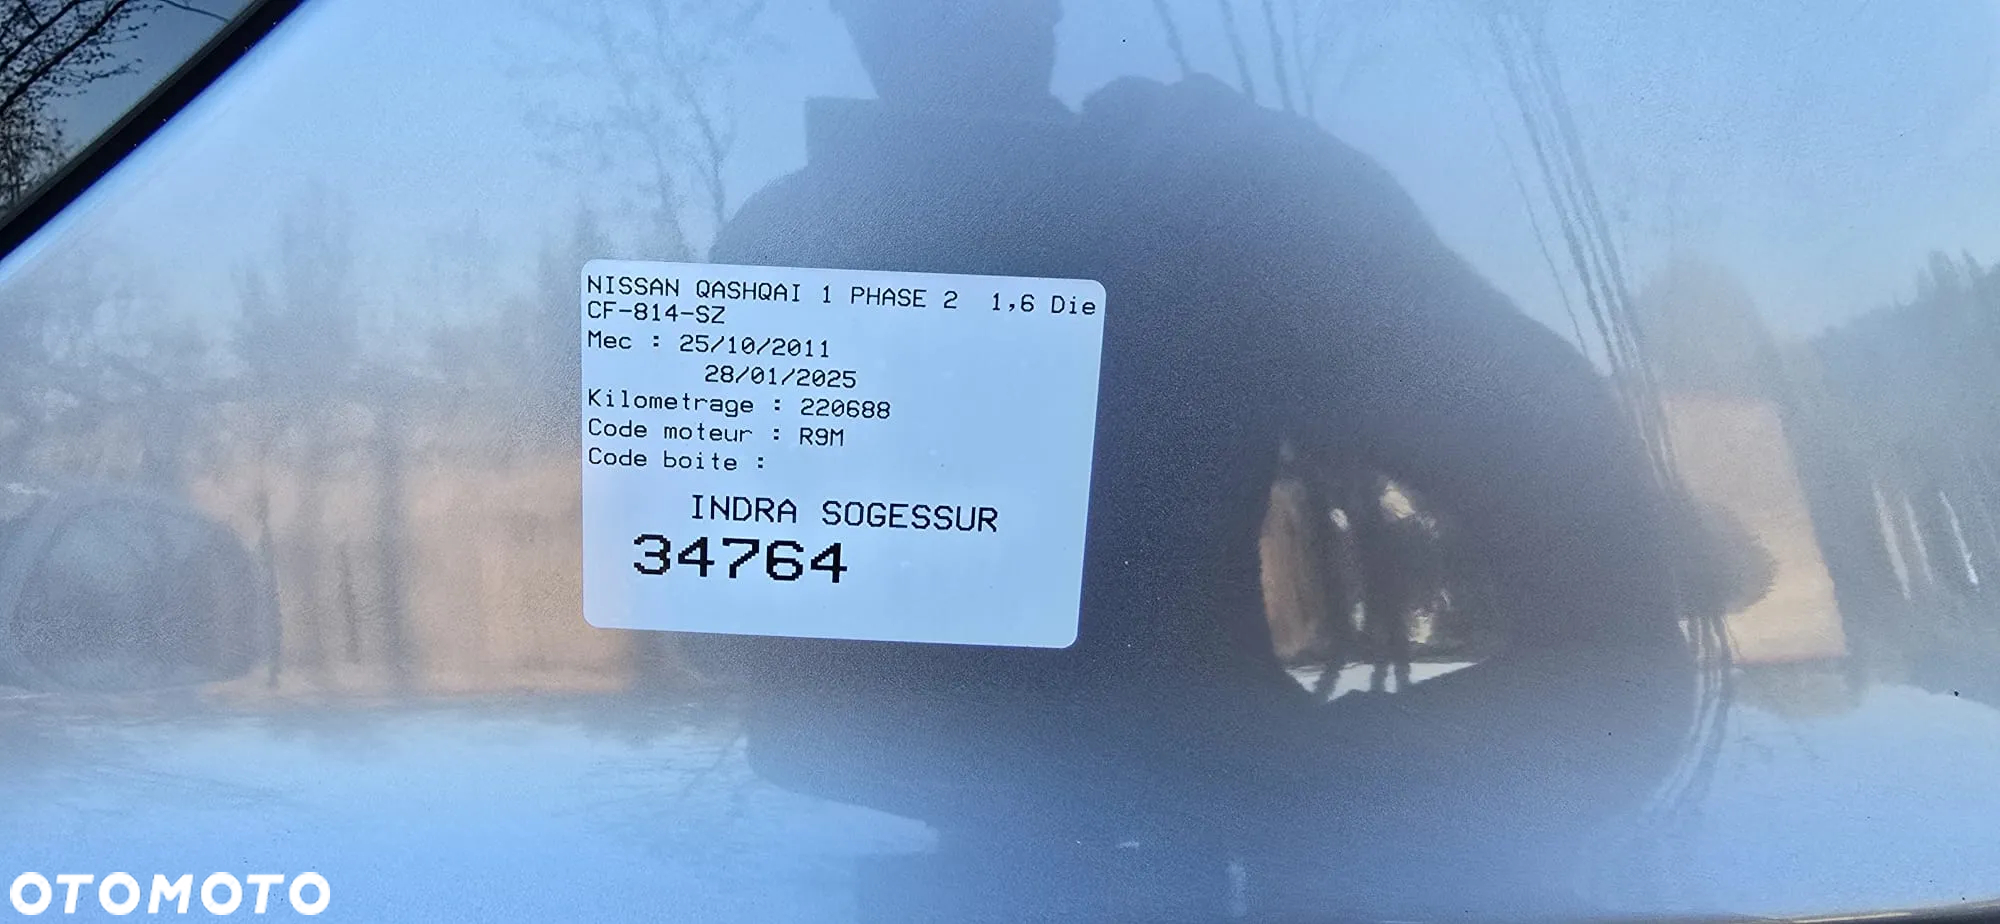 NISSAN QASHQAI 1 PHASE 2 1,6 Die
CF-814-SZ
Mec : 25/10/2011
28/01/2025
Kilometrage : 220688
Code moteur : R9M
Code boite :
INDRA SOGESSUR
34764
OTOMOTO